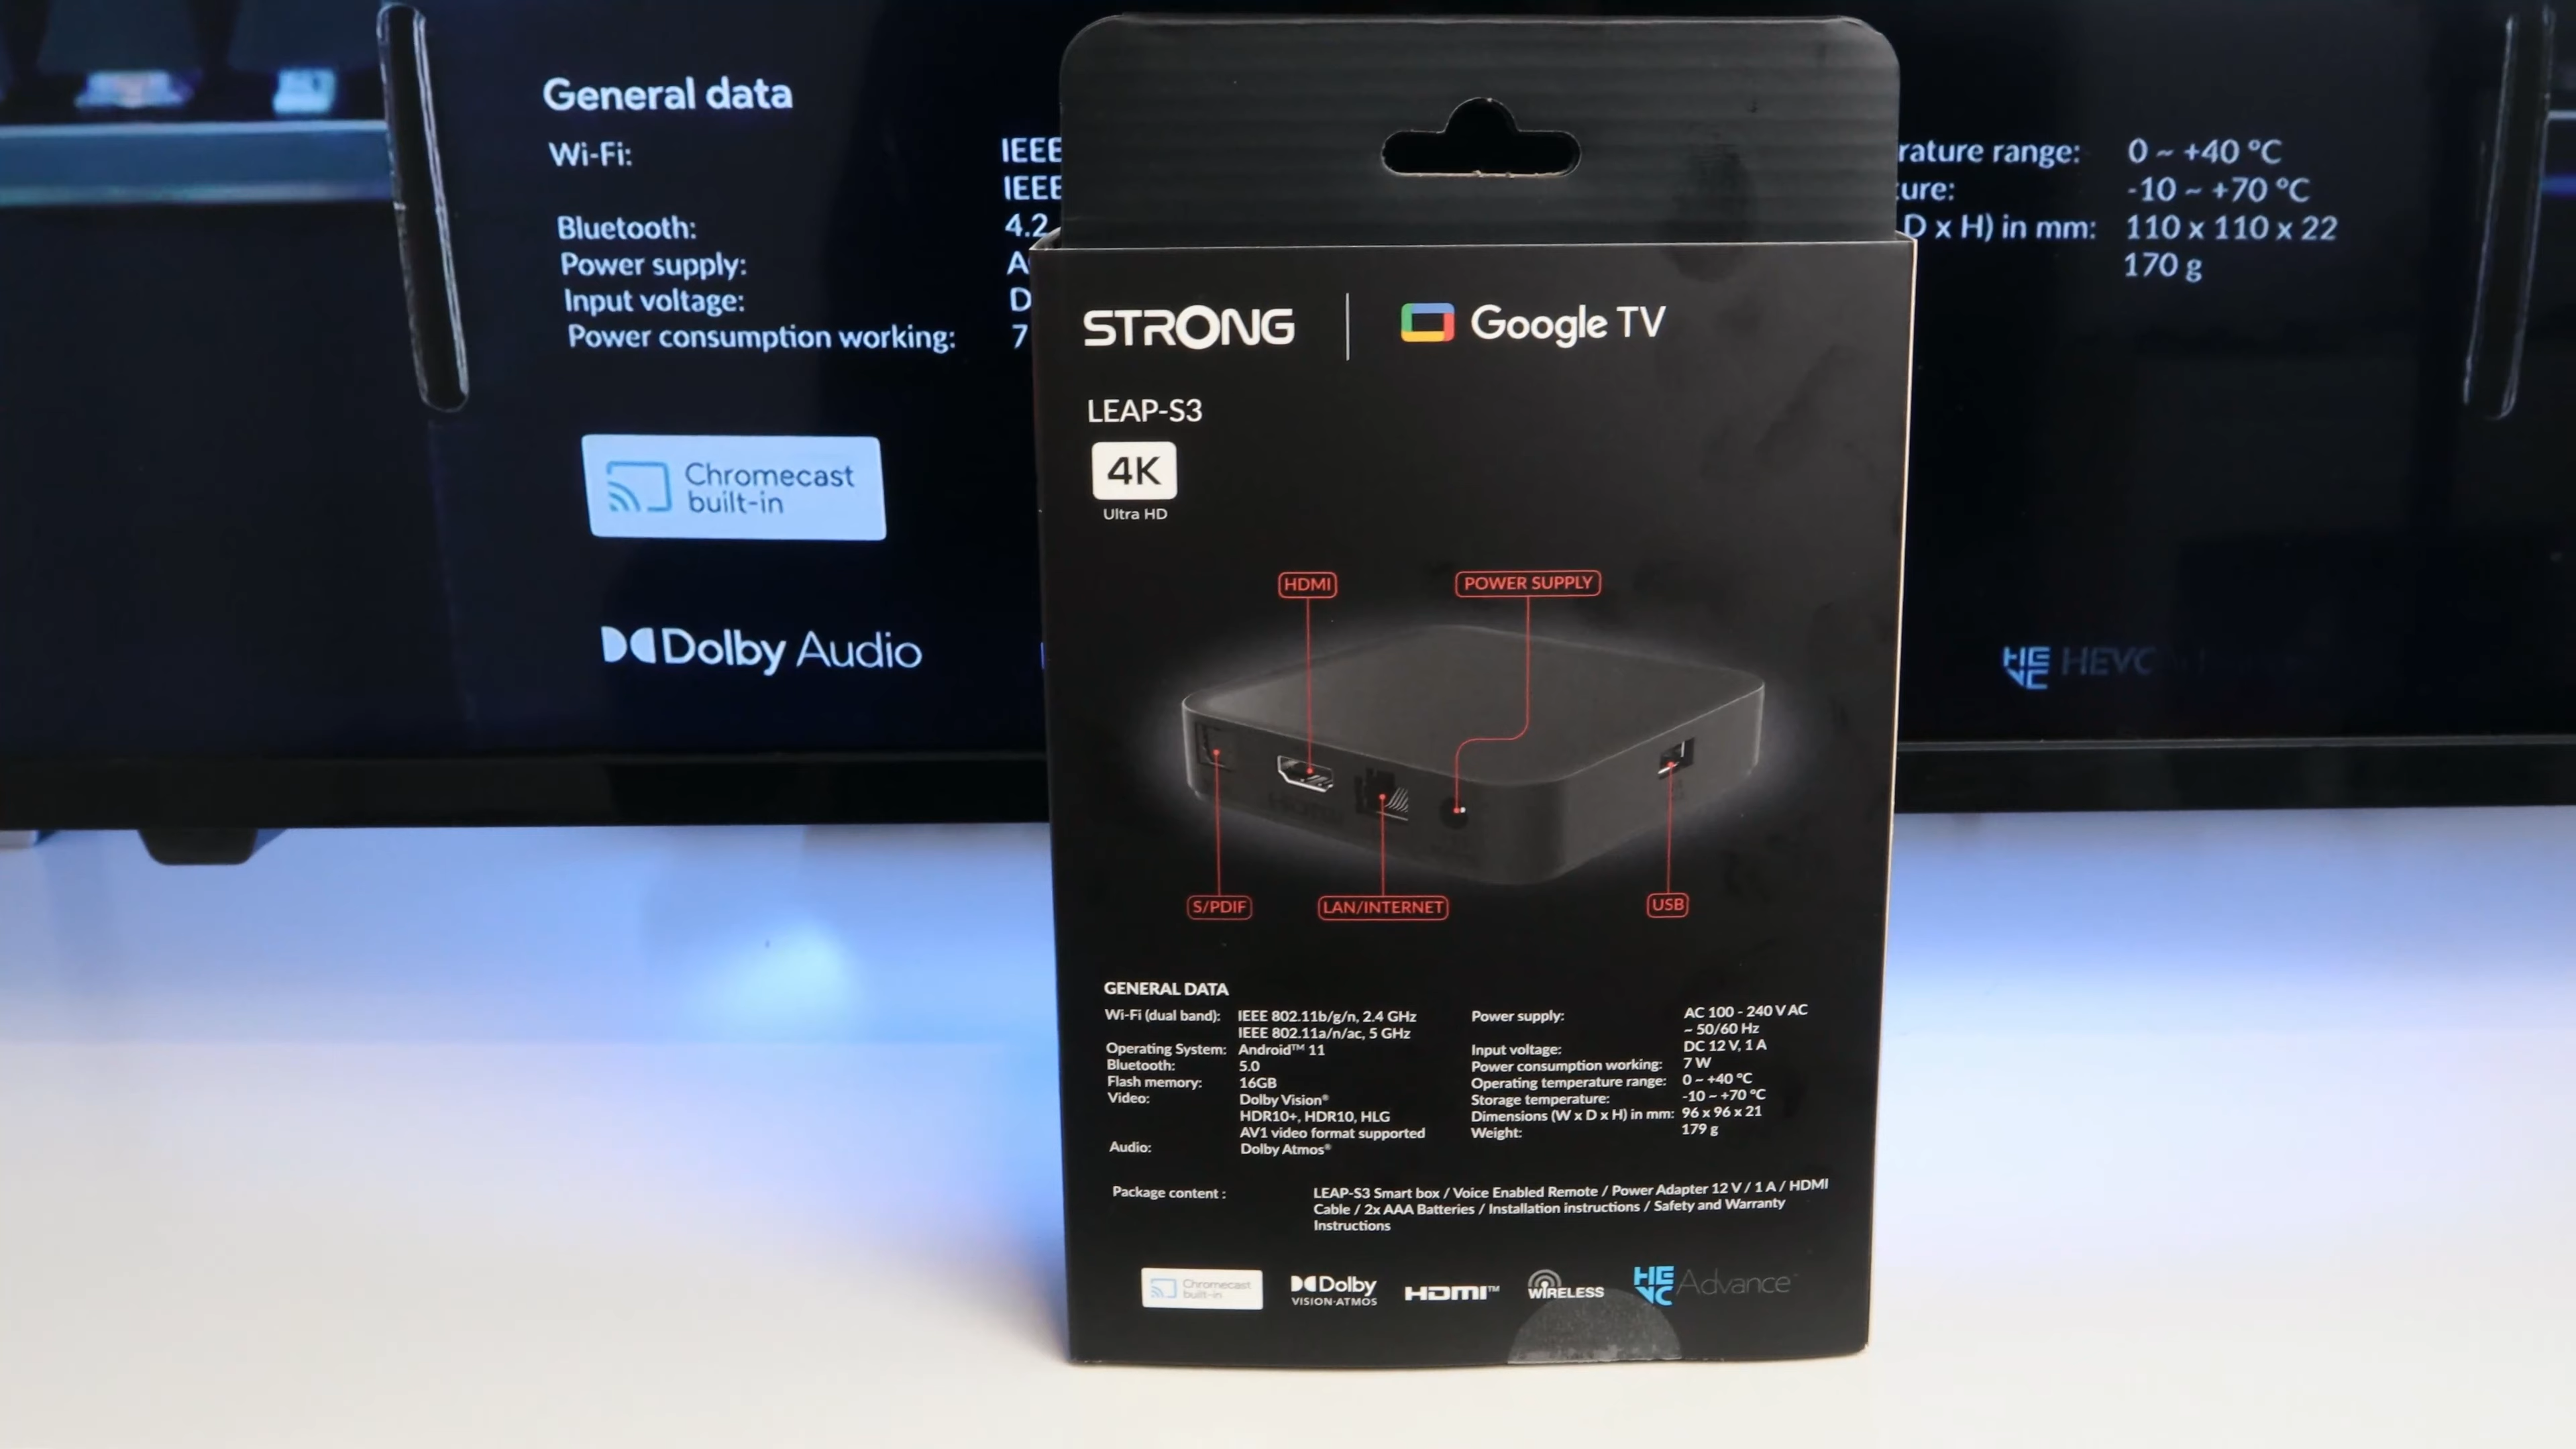 General data
Wi-Fi:
IEEE
IEEE
Bluetooth:
4.2
Power supply:
A
Input voltage:
D
Power consumption working:
7
rature range:
0 ~ +40 °C
ure:
-10 ~ +70 °C
D x H) in mm:
110 x 110 x 22
170 g
Chromecast
built-in
Dolby Audio
HEVC
HEVC
STRONG
Google TV
LEAP-S3
4K
Ultra HD
HDMI
POWER SUPPLY
S/PDIF
LAN/INTERNET
USB
GENERAL DATA
Wi-Fi (dual band): IEEE 802.11b/g/n, 2.4 GHz
IEEE 802.11a/n/ac, 5 GHz
Operating System: Android™ 11
Bluetooth: 5.0
Flash memory: 16GB
Video: Dolby Vision®
HDR10+, HDR10, HLG
AV1 video format supported
Audio: Dolby Atmos®
Power supply: AC 100 - 240 V AC
~ 50/60 Hz
Input voltage: DC 12 V, 1 A
Power consumption working: 7 W
Operating temperature range: 0 ~ +40 °C
Storage temperature: -10 ~ +70 °C
Dimensions (W x D x H) in mm: 96 x 96 x 21
Weight: 179 g
Package content : LEAP-S3 Smart box / Voice Enabled Remote / Power Adapter 12 V / 1 A / HDMI
Cable / 2x AAA Batteries / Installation instructions / Safety and Warranty
Instructions
Chromecast
built-in
Dolby
VISION·ATMOS
HDMI™
WIRELESS
HEVC Advance™